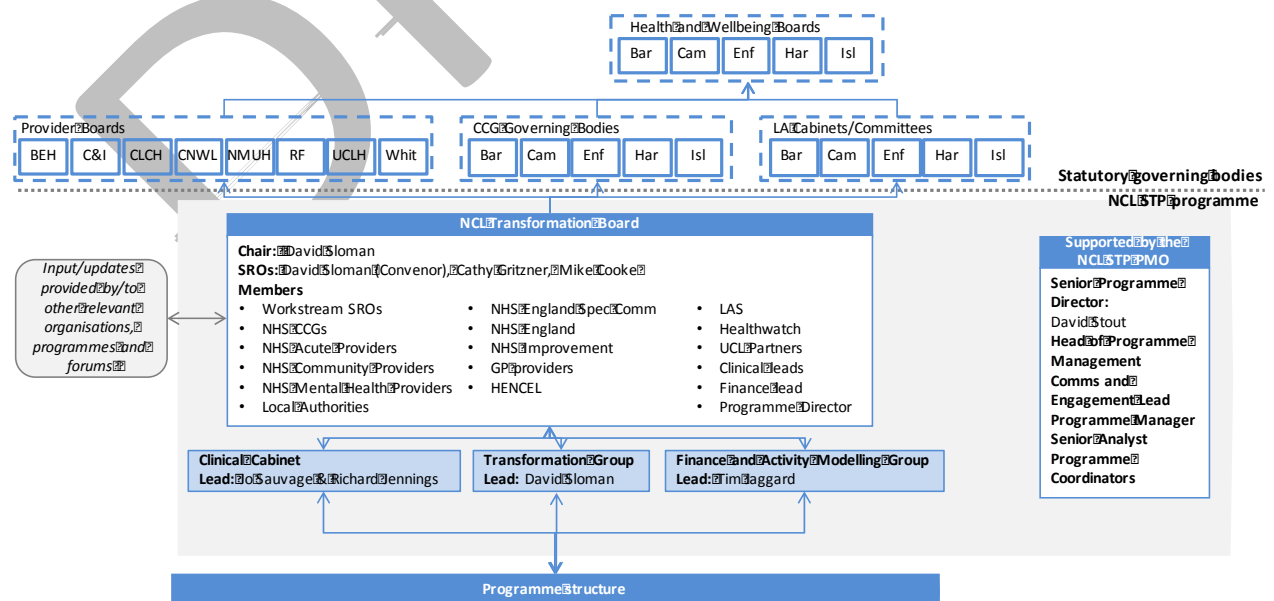 Health and Wellbeing Boards
Bar Cam Enf Har Isl
Provider Boards
BEH C&I CLCH CNWL NMUH RF UCLH Whit
CCG Governing Bodies
Bar Cam Enf Har Isl
LA Cabinets/Committees
Bar Cam Enf Har Isl
Statutory governing bodies
NCL STP programme
NCL Transformation Board
Chair: David Sloman
SROs: David Sloman (Convenor), Cathy Gritzner, Mike Cooke
Members
• Workstream SROs
• NHS CCGs
• NHS Acute Providers
• NHS Community Providers
• NHS Mental Health Providers
• Local Authorities
• NHS England Spec Comm
• NHS England
• NHS Improvement
• GP providers
• HENCEL
• LAS
• Healthwatch
• UCL Partners
• Clinical leads
• Finance lead
• Programme Director
Input/updates
provided by/to
other relevant
organisations,
programmes and
forums
Supported by the
NCL STP PMO
Senior Programme
Director:
David Stout
Head of Programme
Management
Comms and
Engagement Lead
Programme Manager
Senior Analyst
Programme
Coordinators
Clinical Cabinet
Lead: Jo Sauvage & Richard Jennings
Transformation Group
Lead: David Sloman
Finance and Activity Modelling Group
Lead: Tim Jaggard
Programme structure